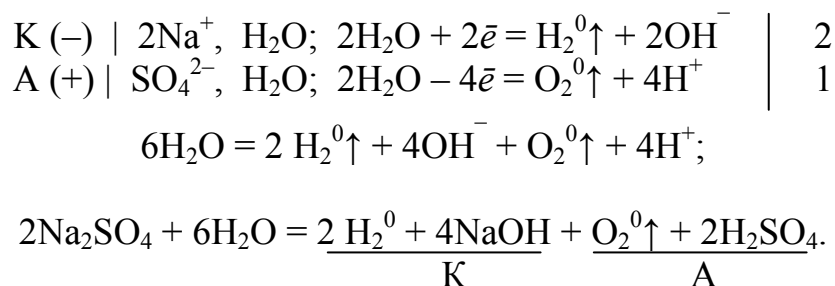 K (–) | 2Na⁺, H₂O; 2H₂O + 2ē = H₂⁰↑ + 2OH⁻ | 2
A (+) | SO₄²⁻, H₂O; 2H₂O – 4ē = O₂⁰↑ + 4H⁺ | 1
6H₂O = 2 H₂⁰↑ + 4OH⁻ + O₂⁰↑ + 4H⁺;
2Na₂SO₄ + 6H₂O = 2 H₂⁰ + 4NaOH + O₂⁰↑ + 2H₂SO₄.
К А